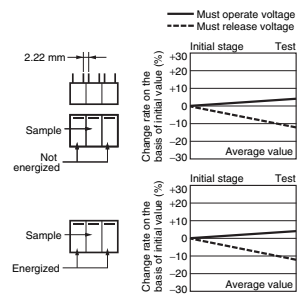 Must operate voltage
Must release voltage
2.22 mm
Sample
Not
energized
Change rate on the
basis of initial value (%)
Initial stage
Test
+30
+20
+10
0
−10
−20
−30
Average value
Sample
Energized
Change rate on the
basis of initial value (%)
Initial stage
Test
+30
+20
+10
0
−10
−20
−30
Average value